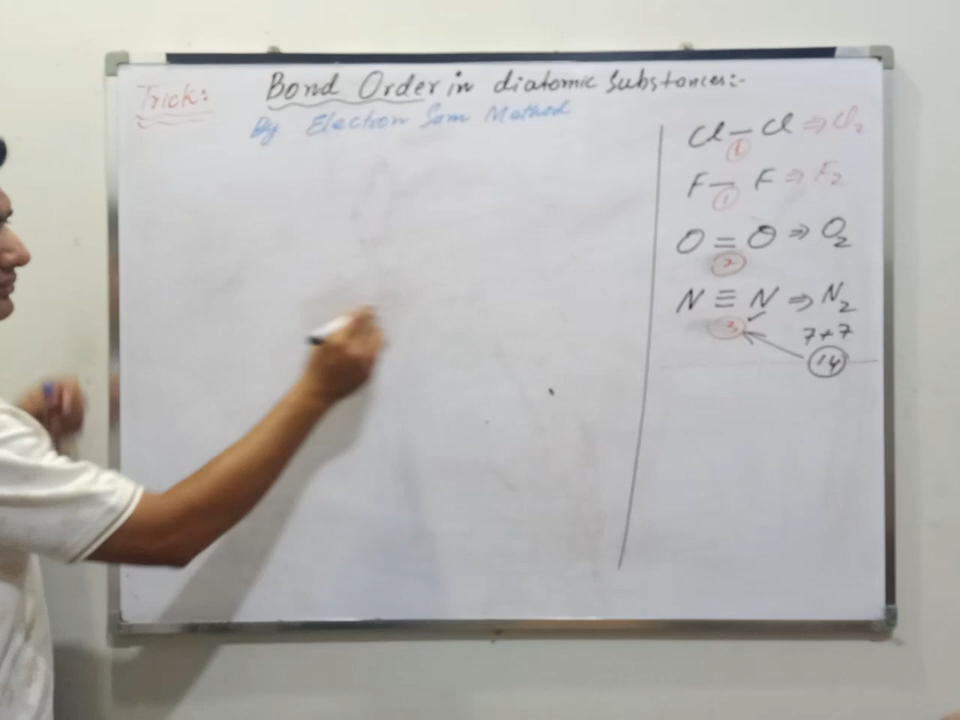 Trick:
Bond Order in diatomic Substances:-
By Electron Sam Method
Cl — Cl ⇒ Cl₂
1
F — F ⇒ F₂
1
O = O ⇒ O₂
2
N ≡ N ⇒ N₂
3
7+7
14